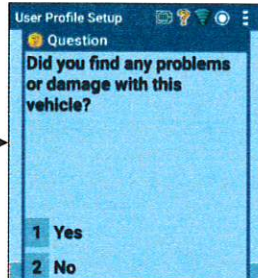 User Profile Setup
Question
Did you find any problems
or damage with this
vehicle?
1 Yes
2 No